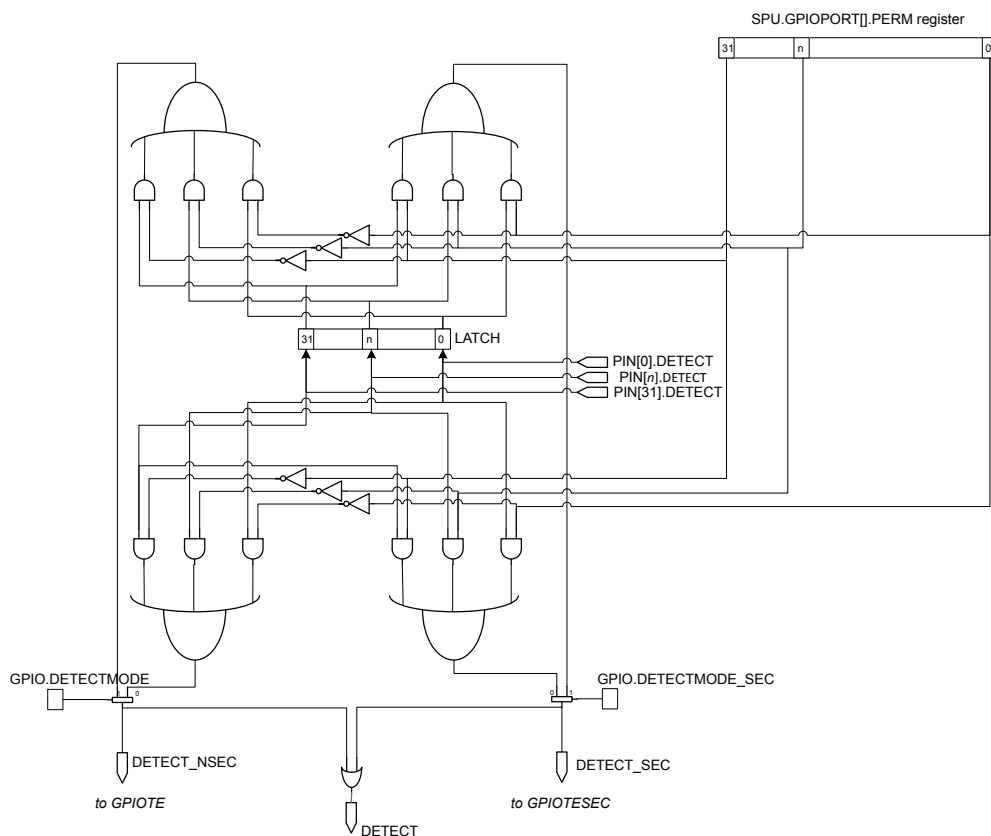 SPU.GPIOPORT[].PERM register
31 n 0
31 n 0 LATCH
PIN[0].DETECT
PIN[n].DETECT
PIN[31].DETECT
GPIO.DETECTMODE 1 0
0 1 GPIO.DETECTMODE_SEC
DETECT_NSEC
DETECT_SEC
to GPIOTE
to GPIOTESEC
DETECT